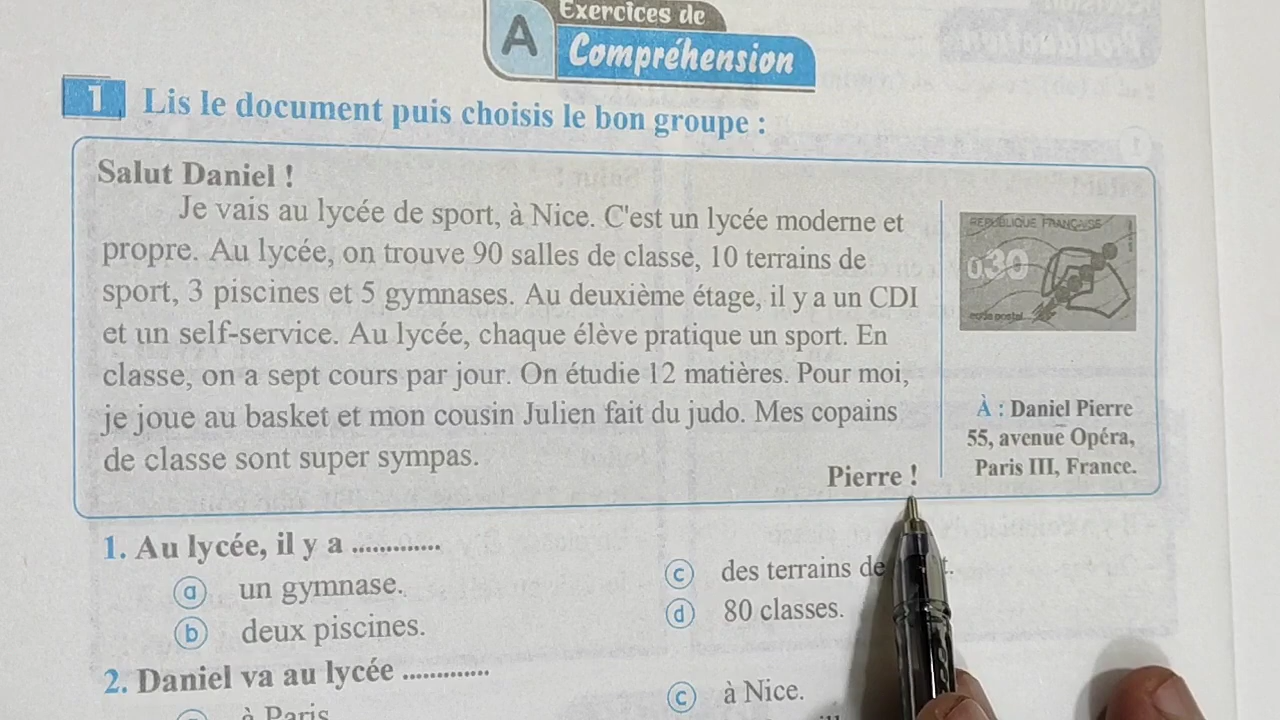 A
Exercices de
Compréhension
1 Lis le document puis choisis le bon groupe :
Salut Daniel !
Je vais au lycée de sport, à Nice. C'est un lycée moderne et
propre. Au lycée, on trouve 90 salles de classe, 10 terrains de
sport, 3 piscines et 5 gymnases. Au deuxième étage, il y a un CDI
et un self-service. Au lycée, chaque élève pratique un sport. En
classe, on a sept cours par jour. On étudie 12 matières. Pour moi,
je joue au basket et mon cousin Julien fait du judo. Mes copains
de classe sont super sympas.
Pierre !
REPUBLIQUE FRANÇAISE
0,30
code postal
À : Daniel Pierre
55, avenue Opéra,
Paris III, France.
1. Au lycée, il y a .............
a un gymnase.
b deux piscines.
c des terrains de
d 80 classes.
2. Daniel va au lycée .............
à Paris
c à Nice.